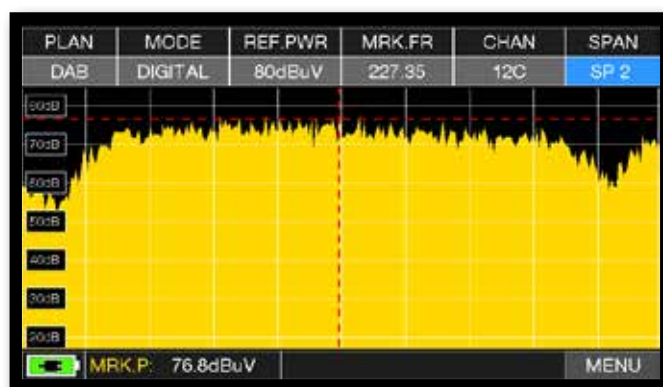 PLAN MODE REF.PWR MRK.FR CHAN SPAN
DAB DIGITAL 80dBuV 227.35 12C SP 2
80dB
70dB
60dB
50dB
40dB
30dB
20dB
MRK.P: 76.8dBuV MENU